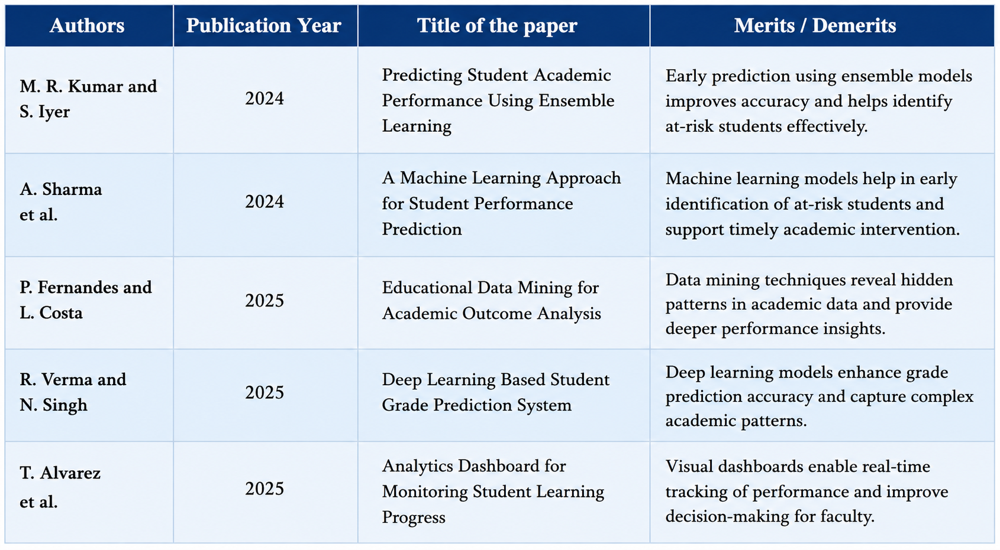 Authors
Publication Year
Title of the paper
Merits / Demerits
M. R. Kumar and
S. Iyer
2024
Predicting Student Academic
Performance Using Ensemble
Learning
Early prediction using ensemble models
improves accuracy and helps identify
at-risk students effectively.
A. Sharma
et al.
2024
A Machine Learning Approach
for Student Performance
Prediction
Machine learning models help in early
identification of at-risk students and
support timely academic intervention.
P. Fernandes and
L. Costa
2025
Educational Data Mining for
Academic Outcome Analysis
Data mining techniques reveal hidden
patterns in academic data and provide
deeper performance insights.
R. Verma and
N. Singh
2025
Deep Learning Based Student
Grade Prediction System
Deep learning models enhance grade
prediction accuracy and capture complex
academic patterns.
T. Alvarez
et al.
2025
Analytics Dashboard for
Monitoring Student Learning
Progress
Visual dashboards enable real-time
tracking of performance and improve
decision-making for faculty.